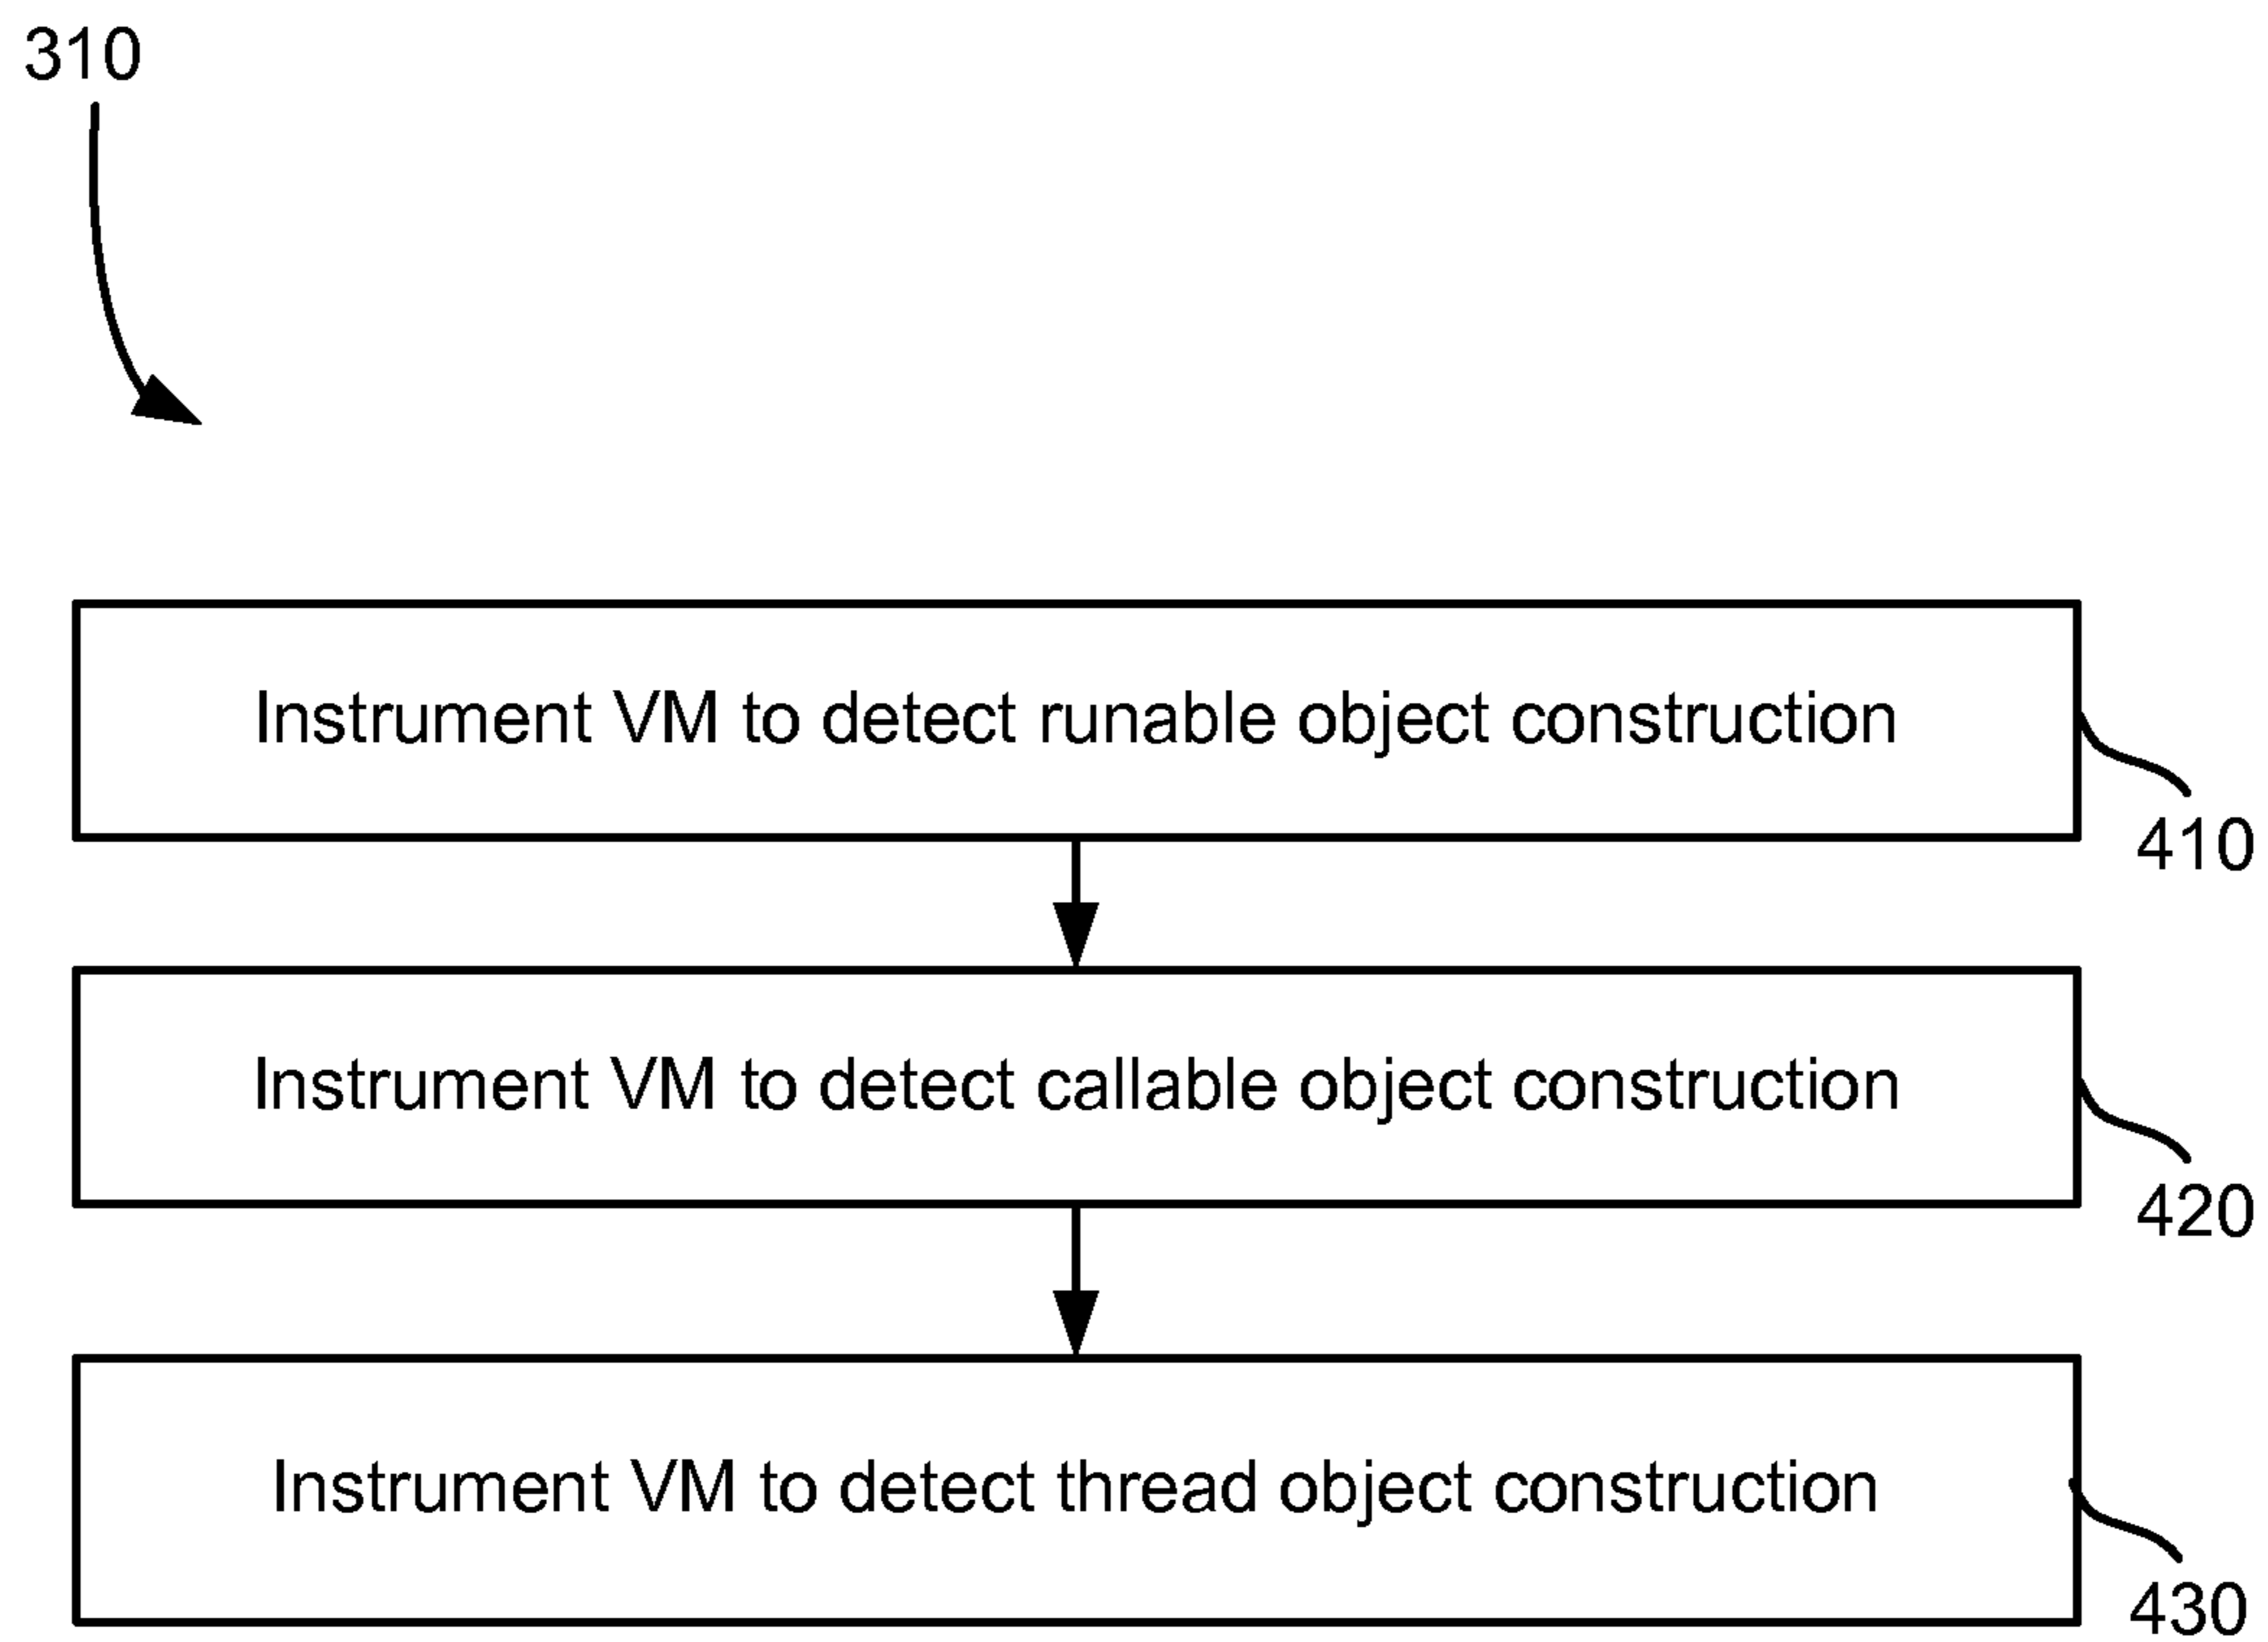 310
Instrument VM to detect runable object construction
410
Instrument VM to detect callable object construction
420
Instrument VM to detect thread object construction
430